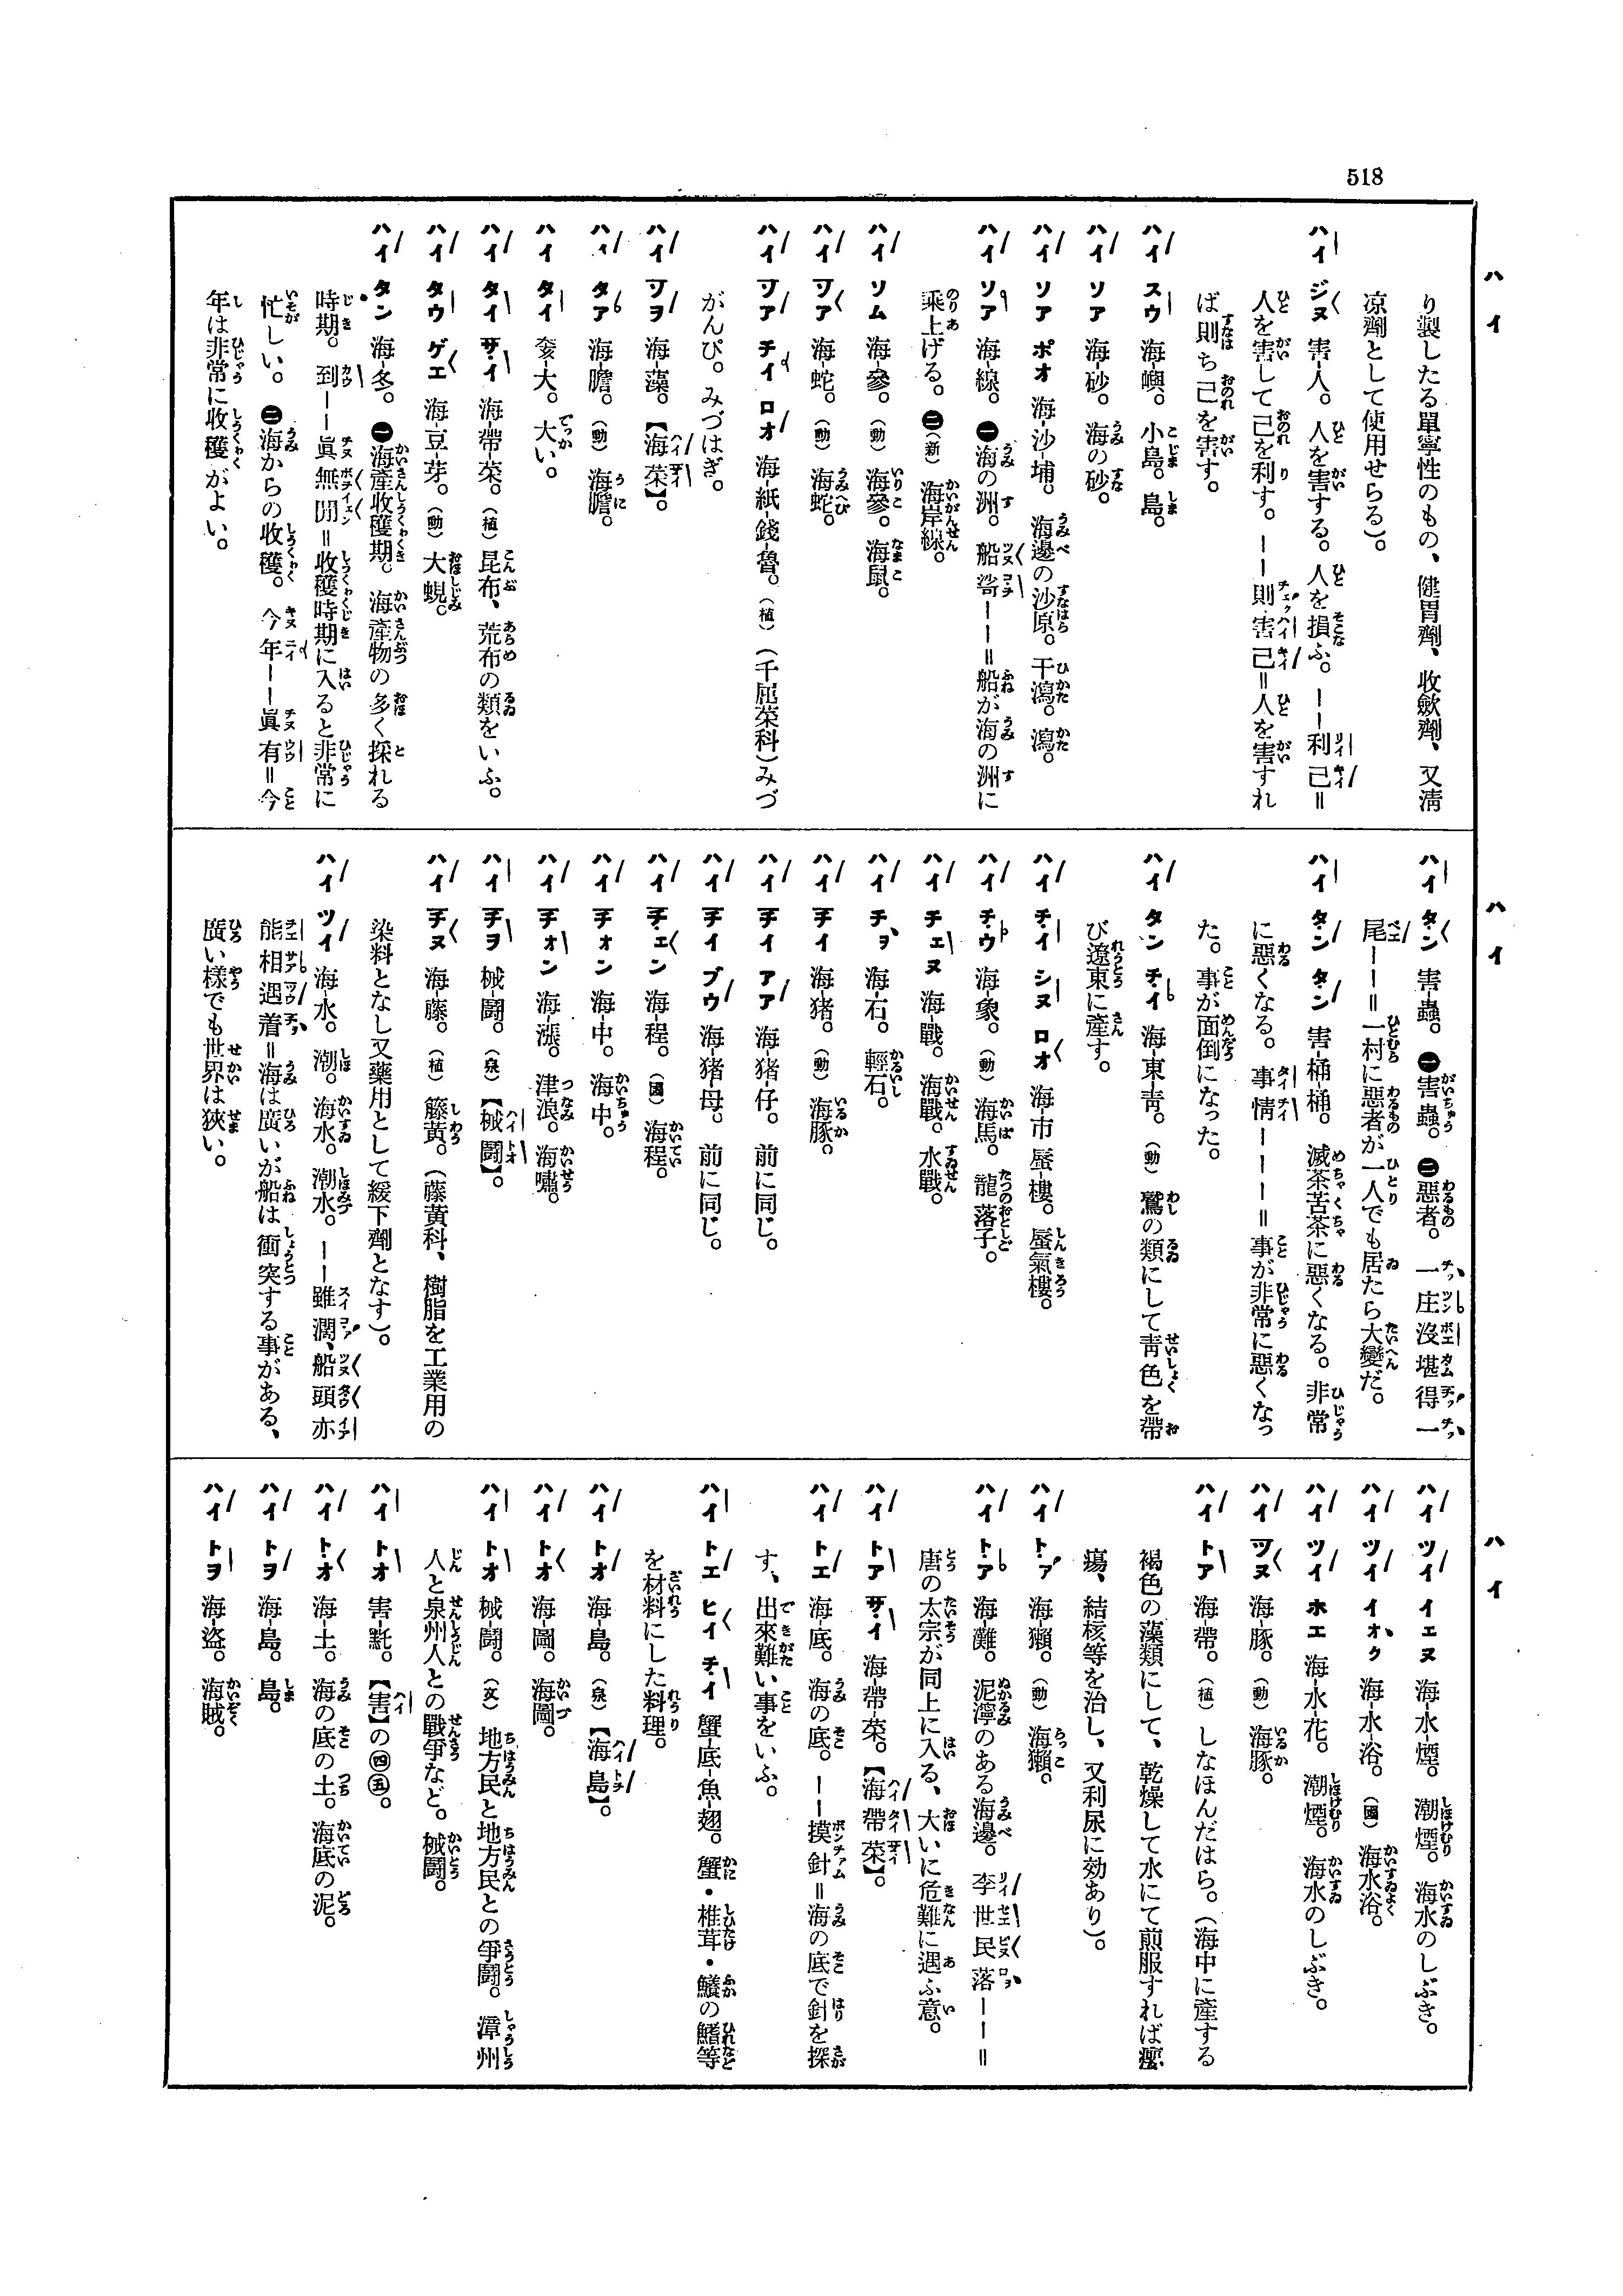 518
ハイ
り製したる單寧性のもの、健胃劑、收歛劑、又淸
凉劑として使用せらる)。
ハイ ジヌ 害-人。人を害する。人を損ふ。――利己＝
人を害して己を利す。――則害己＝人を害すれ
ば則ち己を害す。
ハイ スウ 海-嶼。小島。島。
ハイ ソア 海-砂。海の砂。
ハイ ソア ポオ 海-沙-埔。海邊の沙原。干瀉。瀉。
ハイ ソア 海-線。㊀海の洲。船 ――＝船が海の洲に
乘上げる。㊁(新) 海岸線。
ハイ ソム 海-參。(動) 海參。海鼠。
ハイ ツア 海-蛇。(動) 海蛇。
ハイ ツア チイ ロオ 海-紙-錢-魯。(植)(千屈菜科)みづ
がんぴ。みづはぎ。
ハイ ツヲ 海-藻。【海菜】。
ハイ タア 海-膽。(動) 海膽。
ハイ タイ 奒-大。大い。
ハイ タイ サイ 海-帶-菜。(植) 昆布、荒布の類をいふ。
ハイ タウ ゲエ 海-豆-芽。(動) 大蜆。
ハイ タン 海-冬。㊀海產收穫期。海產物の多く採れる
時期。到――眞無閒＝收穫時期に入ると非常に
忙しい。㊁海からの收穫。今年――眞有＝今
年は非常に收穫がよい。
ハイ
ハイ タン 害-蟲。㊀害蟲。㊁惡者。一庄沒堪得一
尾――＝一村に惡者が一人でも居たら大變だ。
ハイ タン タン 害-桶-桶。滅茶苦茶に惡くなる。非常
に惡くなる。事情―――＝事が非常に惡くなっ
た。事が面倒になった。
ハイ タン チイ 海-東-靑。(動) 鷲の類にして靑色を帶
び遼東に產す。
ハイ チイ シヌ ロオ 海-市-蜃-樓。蜃氣樓。
ハイ チウ 海-象。(動) 海馬。龍落子。
ハイ チェヌ 海-戰。海戰。水戰。
ハイ チヲ 海-石。輕石。
ハイ チイ 海-猪。(動) 海豚。
ハイ チイ アア 海-猪-仔。前に同じ。
ハイ チイ ブウ 海-猪-母。前に同じ。
ハイ チェン 海-程。(國) 海程。
ハイ チォン 海-中。海中。
ハイ チォン 海-漲。津浪。海嘯。
ハイ チヲ 械-鬪。(泉)【械鬪】。
ハイ チヌ 海-藤。(植) 籐黃。(藤黃科、樹脂を工業用の
染料となし又藥用として緩下劑となす)。
ハイ ツイ 海-水。潮。海水。潮水。――雖濶、船頭亦
熊相遇着＝海は廣いが船は衝突する事がある、
廣い樣でも世界は狹い。
ハイ
ハイ ツイ イェヌ 海-水-煙。潮煙。海水のしぶき。
ハイ ツイ イオク 海-水-浴。(國) 海水浴。
ハイ ツイ ホエ 海-水-花。潮煙。海水のしぶき。
ハイ ツヌ 海-豚。(動) 海豚。
ハイ トア 海-帶。(植) しなほんだはら。(海中に產する
褐色の藻類にして、乾燥して水にて煎服すれば癭
瘍、結核等を治し、又利尿に効あり)。
ハイ トァ 海-獺。(動) 海獺。
ハイ トア 海-灘。泥濘のある海邊。李世民落――＝
唐の太宗が同上に入る、大いに危難に遇ふ意。
ハイ トア サイ 海-帶-菜。【海帶菜】。
ハイ トエ 海-底。海の底。――摸針＝海の底で針を探
す、出來難い事をいふ。
ハイ トエ ヒイ チイ 蟹-底-魚-翅。蟹・椎茸・鱶の鰭等
を材料にした料理。
ハイ トオ 海-島。(泉)【海島】。
ハイ トオ 海-圖。海圖。
ハイ トオ 械-鬪。(文) 地方民と地方民との爭鬪。漳州
人と泉州人との戰爭など。械鬪。
ハイ トオ 害-黈。【害】の㊃㊄。
ハイ トオ 海-土。海の底の土。海底の泥。
ハイ トヲ 海-島。島。
ハイ トヲ 海-盜。海賊。